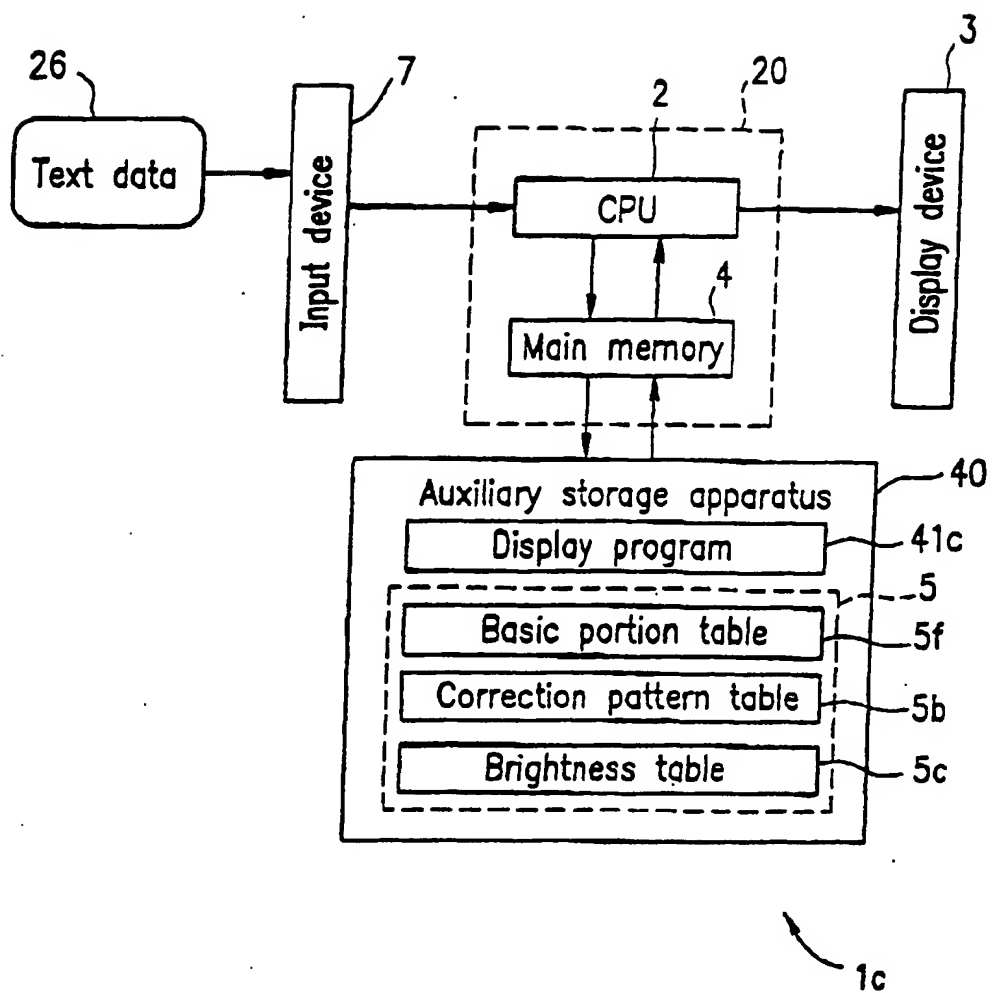 3
26
7
20
2
Text data
Input device
CPU
Display device
4
Main memory
40
Auxiliary storage apparatus
Display program
41c
5
Basic portion table
5f
Correction pattern table
5b
Brightness table
5c
1c